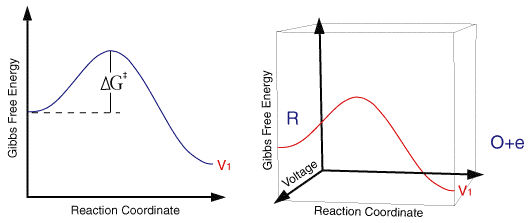 Gibbs Free Energy
ΔG‡
V1
Reaction Coordinate
Gibbs Free Energy
R
Voltage
O+e
V1
Reaction Coordinate